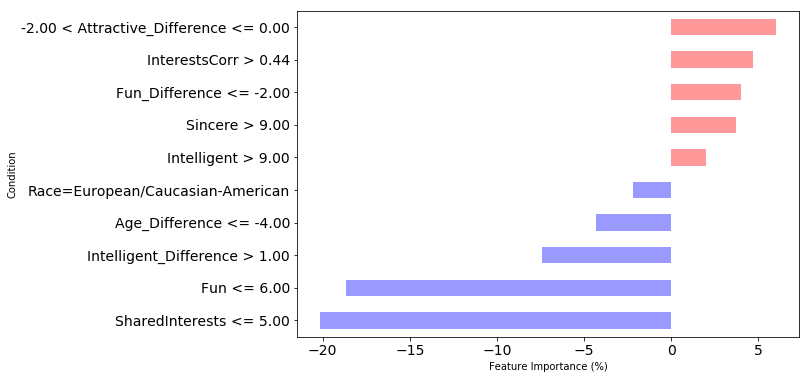 -2.00 < Attractive_Difference <= 0.00
InterestsCorr > 0.44
Fun_Difference <= -2.00
Sincere > 9.00
Intelligent > 9.00
Race=European/Caucasian-American
Age_Difference <= -4.00
Intelligent_Difference > 1.00
Fun <= 6.00
SharedInterests <= 5.00
Condition
−20 −15 −10 −5 0 5
Feature Importance (%)